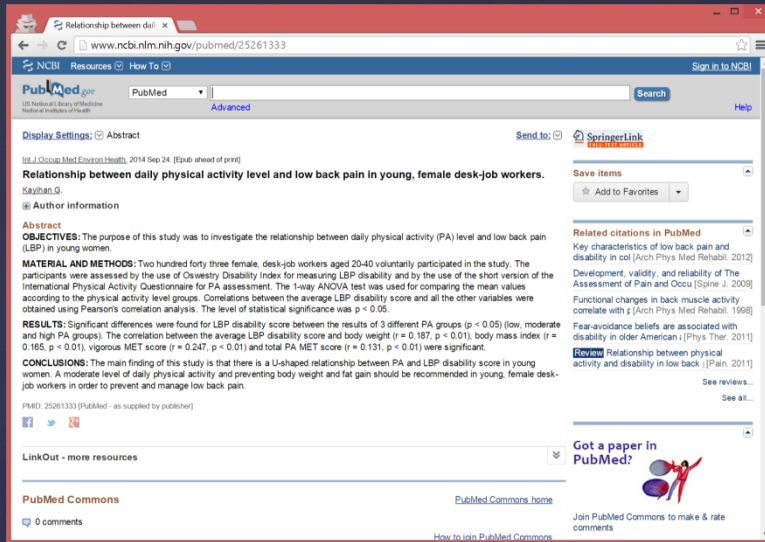 Relationship between dail
www.ncbi.nlm.nih.gov/pubmed/25261333
NCBI Resources How To Sign in to NCBI
PubMed.gov
US National Library of Medicine
National Institutes of Health
PubMed
Search
Advanced
Help
Display Settings: Abstract
Send to:
Int J Occup Med Environ Health. 2014 Sep 24. [Epub ahead of print]
Relationship between daily physical activity level and low back pain in young, female desk-job workers.
Kayihan G.
Author information
Abstract
OBJECTIVES: The purpose of this study was to investigate the relationship between daily physical activity (PA) level and low back pain
(LBP) in young women.
MATERIAL AND METHODS: Two hundred forty three female, desk-job workers aged 20-40 voluntarily participated in the study. The
participants were assessed by the use of Oswestry Disability Index for measuring LBP disability and by the use of the short version of the
International Physical Activity Questionnaire for PA assessment. The 1-way ANOVA test was used for comparing the mean values
according to the physical activity level groups. Correlations between the average LBP disability score and all the other variables were
obtained using Pearson's correlation analysis. The level of statistical significance was p < 0.05.
RESULTS: Significant differences were found for LBP disability score between the results of 3 different PA groups (p < 0.05) (low, moderate
and high PA groups). The correlation between the average LBP disability score and body weight (r = 0.187, p < 0.01), body mass index (r =
0.165, p < 0.01), vigorous MET score (r = 0.247, p < 0.01) and total PA MET score (r = 0.131, p < 0.01) were significant.
CONCLUSIONS: The main finding of this study is that there is a U-shaped relationship between PA and LBP disability score in young
women. A moderate level of daily physical activity and preventing body weight and fat gain should be recommended in young, female desk-
job workers in order to prevent and manage low back pain.
PMID: 25261333 [PubMed - as supplied by publisher]
LinkOut - more resources
PubMed Commons
PubMed Commons home
0 comments
How to join PubMed Commons
SpringerLink
FULL-TEXT ARTICLE
Save items
Add to Favorites
Related citations in PubMed
Key characteristics of low back pain and
disability in col [Arch Phys Med Rehabil. 2012]
Development, validity, and reliability of The
Assessment of Pain and Occu [Spine J. 2009]
Functional changes in back muscle activity
correlate with p [Arch Phys Med Rehabil. 1998]
Fear-avoidance beliefs are associated with
disability in older American [Phys Ther. 2011]
Review Relationship between physical
activity and disability in low back [Pain. 2011]
See reviews...
See all...
Got a paper in
PubMed?
Join PubMed Commons to make & rate
comments